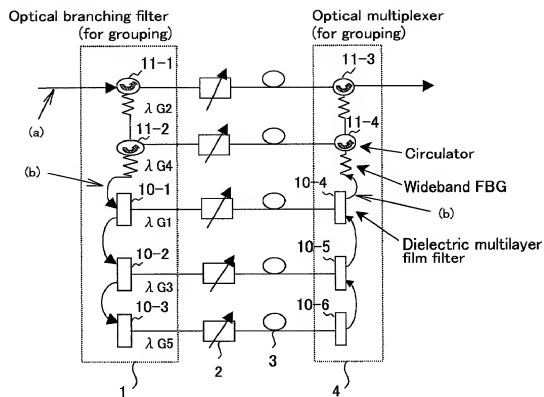 Optical branching filter
(for grouping)
Optical multiplexer
(for grouping)
11-1
11-3
(a)
λ G2
11-2
11-4
Circulator
(b)
λ G4
10-1
10-4
Wideband FBG
(b)
λ G1
Dielectric multilayer
film filter
10-2
10-5
λ G3
10-3
10-6
λ G5
1
2
3
4